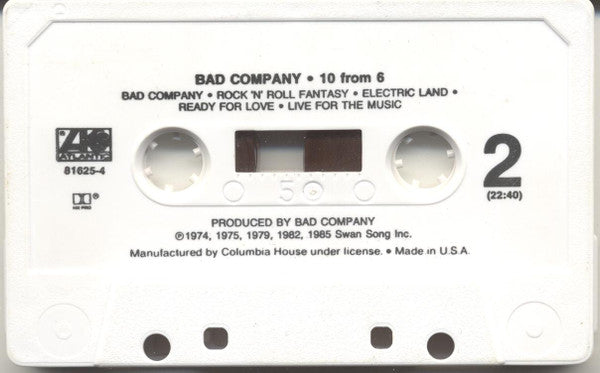 BAD COMPANY • 10 from 6
BAD COMPANY • ROCK 'N' ROLL FANTASY • ELECTRIC LAND •
READY FOR LOVE • LIVE FOR THE MUSIC
ATLANTIC
81625-4
HX PRO
50
2
(22:40)
PRODUCED BY BAD COMPANY
℗1974, 1975, 1979, 1982, 1985 Swan Song Inc.
Manufactured by Columbia House under license. • Made in U.S.A.